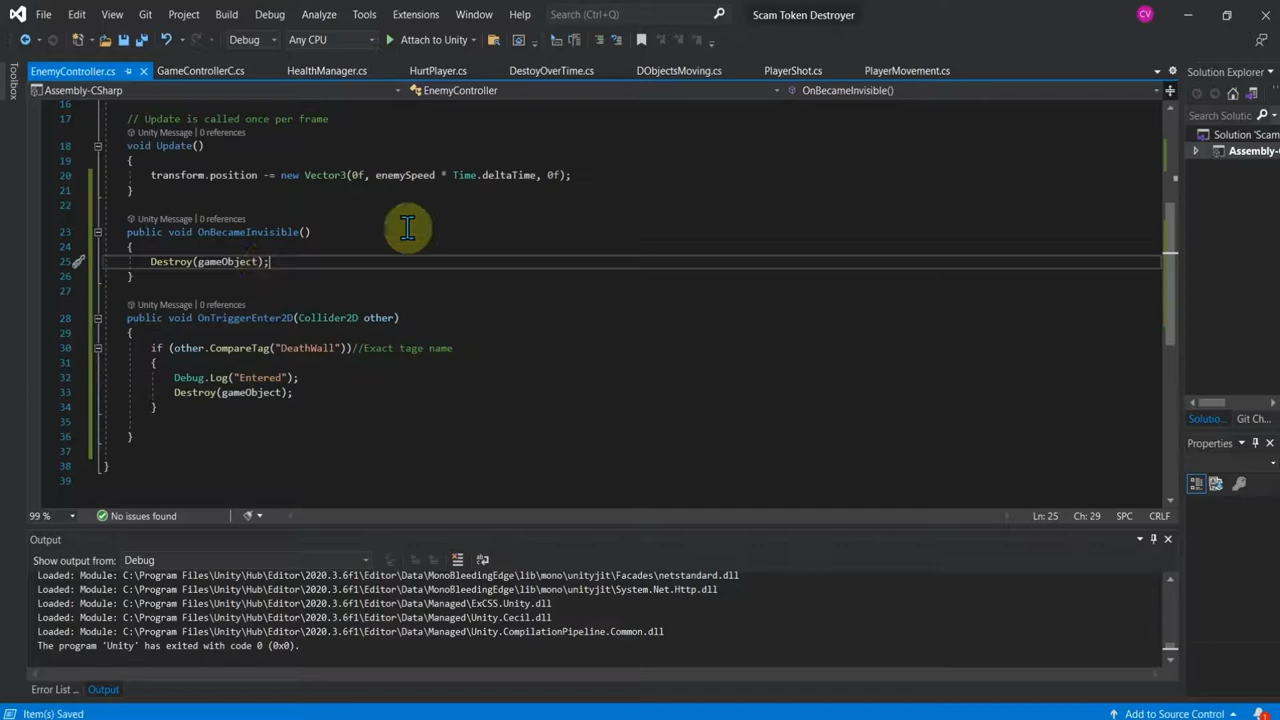 File Edit View Git Project Build Debug Analyze Tools Extensions Window Help Search (Ctrl+Q) Scam Token Destroyer CV
Debug Any CPU Attach to Unity
EnemyController.cs GameControllerC.cs HealthManager.cs HurtPlayer.cs DestoyOverTime.cs DObjectsMoving.cs PlayerShot.cs PlayerMovement.cs Solution Explorer
Toolbox
Assembly-CSharp EnemyController OnBecameInvisible()
Search Solutic
Solution 'Scam
Assembly-C
16
17 // Update is called once per frame
Unity Message | 0 references
18 void Update()
19 {
20 transform.position -= new Vector3(0f, enemySpeed * Time.deltaTime, 0f);
21 }
22
Unity Message | 0 references
23 public void OnBecameInvisible()
24 {
25 Destroy(gameObject);
26 }
27
Unity Message | 0 references
28 public void OnTriggerEnter2D(Collider2D other)
29 {
30 if (other.CompareTag("DeathWall"))//Exact tage name
31 {
32 Debug.Log("Entered");
33 Destroy(gameObject);
34 }
35
36 }
37
38 }
39
Solutio... Git Ch...
Properties
99 % No issues found Ln: 25 Ch: 29 SPC CRLF
Output
Show output from: Debug
Loaded: Module: C:\Program Files\Unity\Hub\Editor\2020.3.6f1\Editor\Data\MonoBleedingEdge\lib\mono\unityjit\Facades\netstandard.dll
Loaded: Module: C:\Program Files\Unity\Hub\Editor\2020.3.6f1\Editor\Data\MonoBleedingEdge\lib\mono\unityjit\System.Net.Http.dll
Loaded: Module: C:\Program Files\Unity\Hub\Editor\2020.3.6f1\Editor\Data\Managed\ExCSS.Unity.dll
Loaded: Module: C:\Program Files\Unity\Hub\Editor\2020.3.6f1\Editor\Data\Managed\Unity.Cecil.dll
Loaded: Module: C:\Program Files\Unity\Hub\Editor\2020.3.6f1\Editor\Data\Managed\Unity.CompilationPipeline.Common.dll
The program 'Unity' has exited with code 0 (0x0).
Error List ... Output
Item(s) Saved Add to Source Control